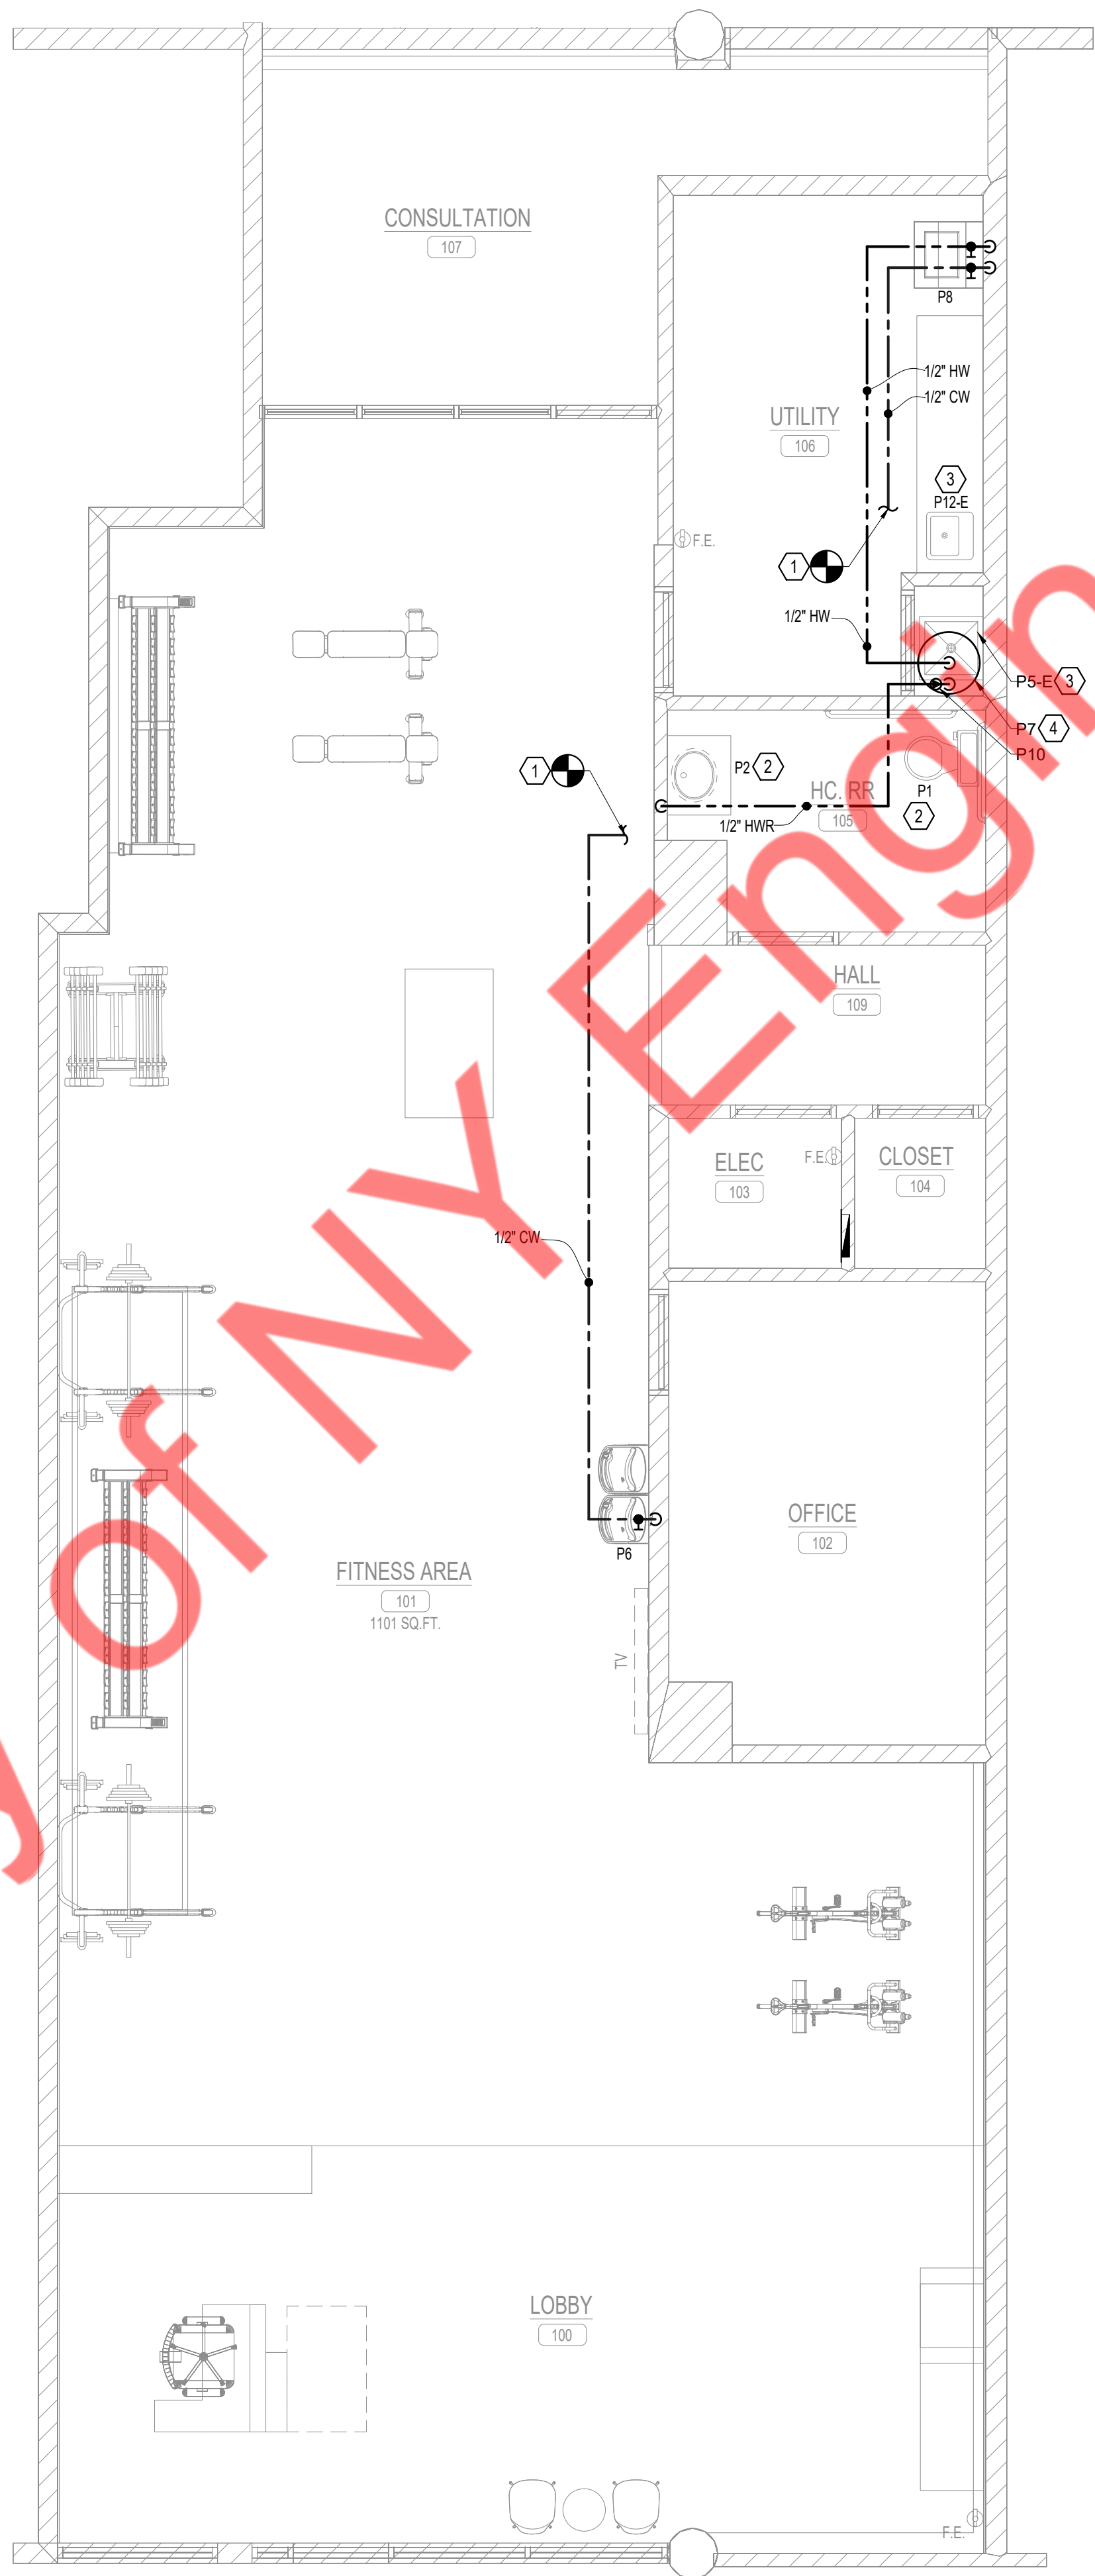 CONSULTATION
107
P8
1/2" HW
1/2" CW
UTILITY
106
3
P12-E
F.E.
1
1/2" HW
P5-E 3
P7 4
P10
1
P2 2
HC. RR
105
P1
2
1/2" HWR
HALL
109
ELEC
103
F.E.
CLOSET
104
1/2" CW
OFFICE
102
P6
FITNESS AREA
101
1101 SQ.FT.
TV
LOBBY
100
F.E.
y of NY Engin